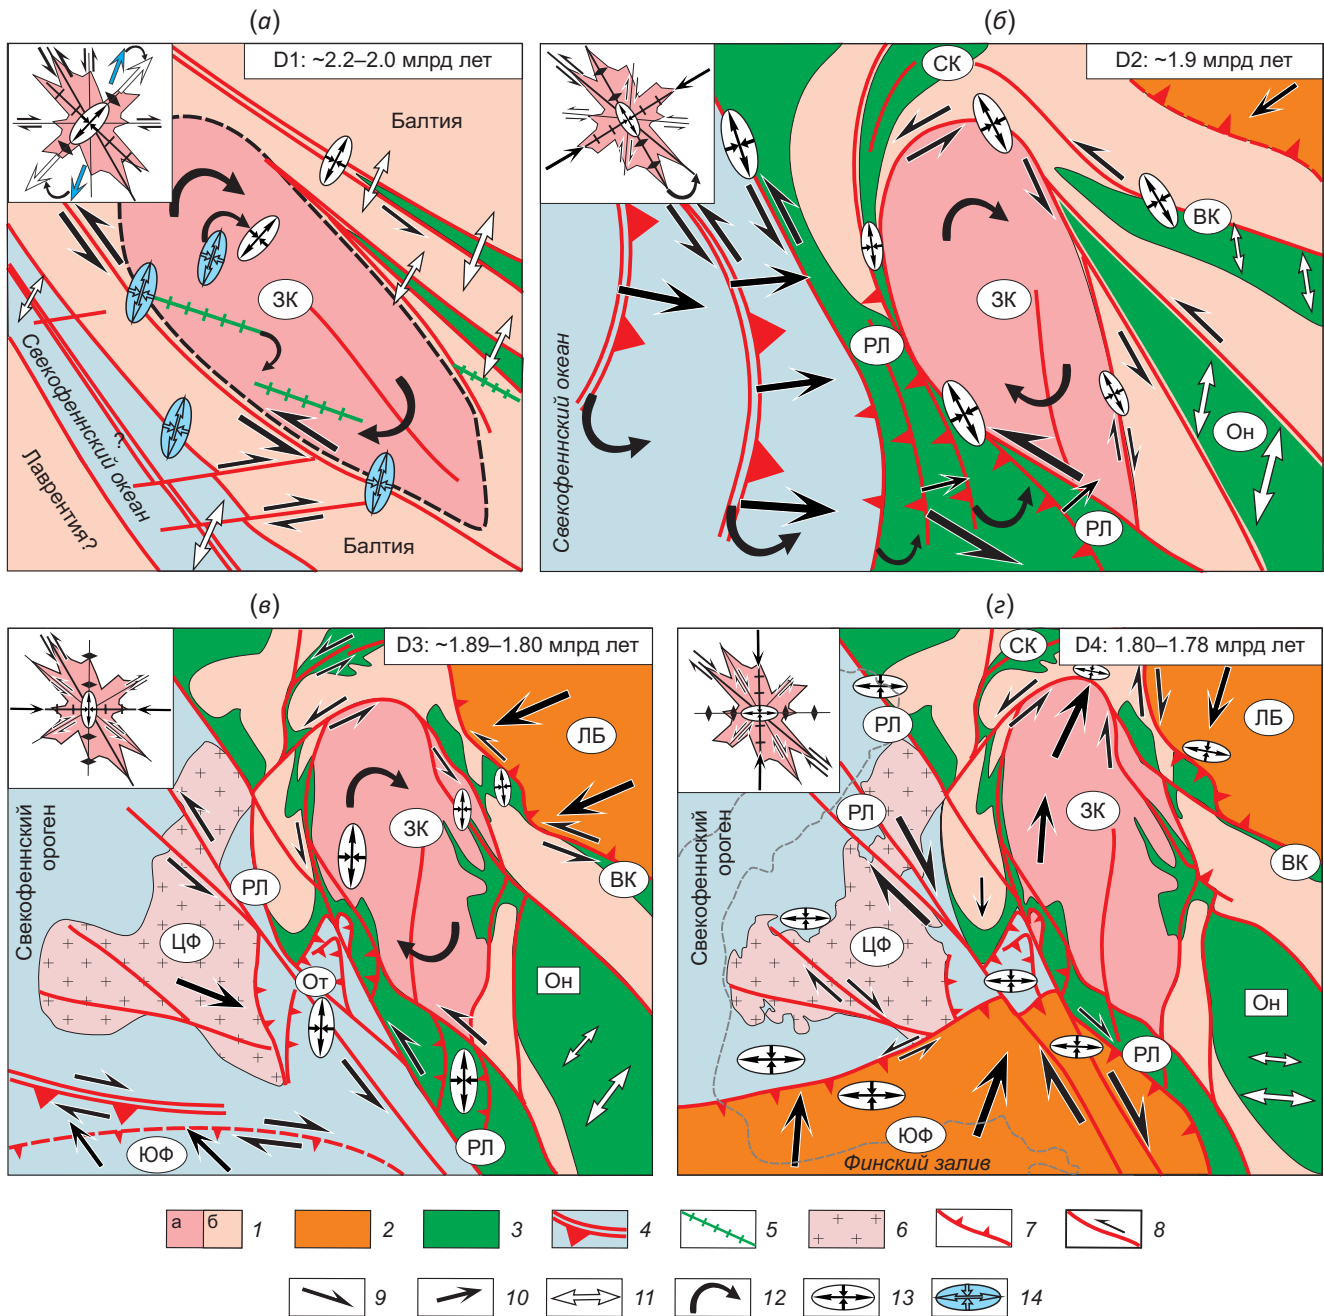 (а)
D1: ~2.2–2.0 млрд лет
Балтия
ЗК
Свекофеннский океан
?
Лаврентия?
Балтия
(б)
D2: ~1.9 млрд лет
СК
ВК
ЗК
РЛ
Он
РЛ
Свекофеннский океан
(в)
D3: ~1.89–1.80 млрд лет
ЛБ
ЗК
ВК
РЛ
ЦФ
От
Он
РЛ
ЮФ
Свекофеннский
ороген
(г)
D4: 1.80–1.78 млрд лет
СК
РЛ
ЛБ
РЛ
ЗК
ВК
ЦФ
Он
РЛ
ЮФ
Финский залив
Свекофеннский
ороген
а б 1 2 3 4 5 6 7 8
9 10 11 12 13 14